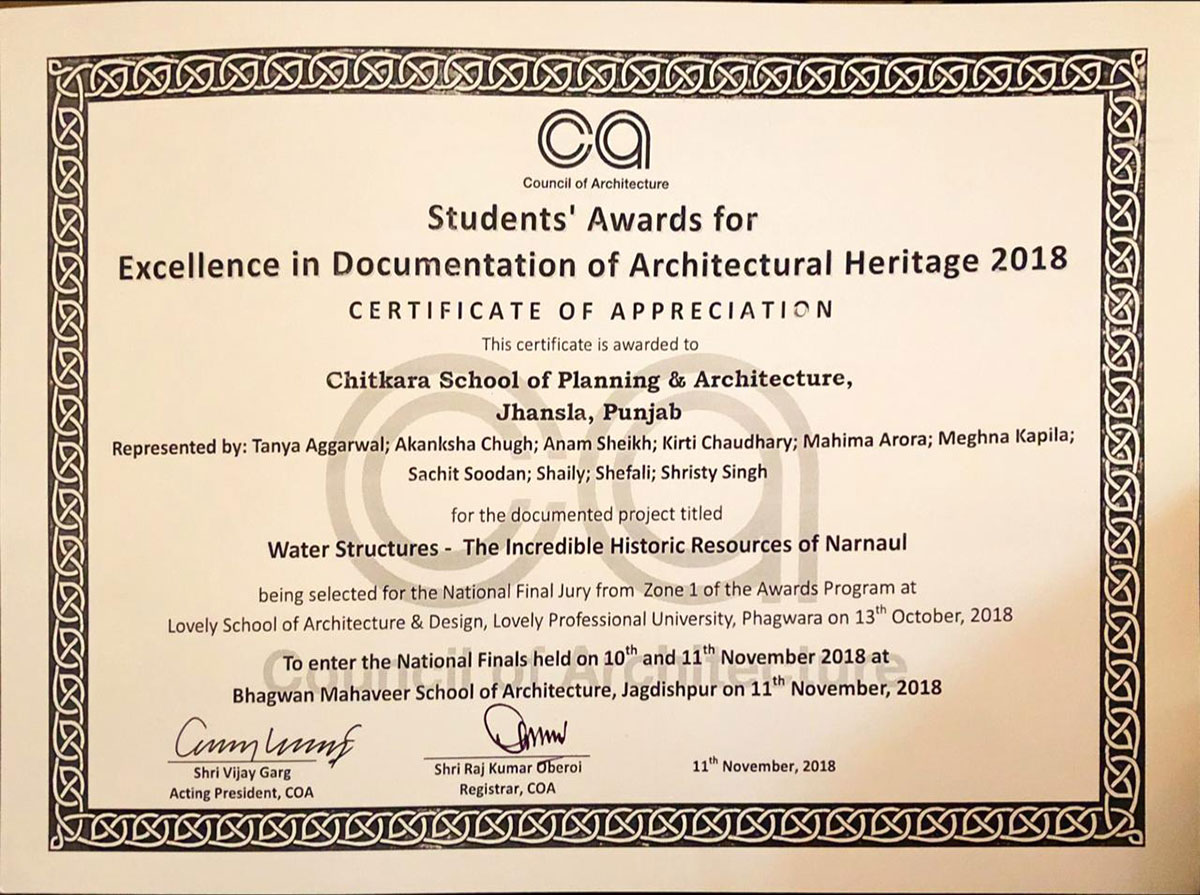 ca
Council of Architecture
Students' Awards for
Excellence in Documentation of Architectural Heritage 2018
CERTIFICATE OF APPRECIATION
This certificate is awarded to
Chitkara School of Planning & Architecture,
Jhansla, Punjab
Represented by: Tanya Aggarwal; Akanksha Chugh; Anam Sheikh; Kirti Chaudhary; Mahima Arora; Meghna Kapila;
Sachit Soodan; Shaily; Shefali; Shristy Singh
for the documented project titled
Water Structures - The Incredible Historic Resources of Narnaul
being selected for the National Final Jury from Zone 1 of the Awards Program at
Lovely School of Architecture & Design, Lovely Professional University, Phagwara on 13th October, 2018
To enter the National Finals held on 10th and 11th November 2018 at
Bhagwan Mahaveer School of Architecture, Jagdishpur on 11th November, 2018
Shri Vijay Garg
Acting President, COA
Shri Raj Kumar Oberoi
Registrar, COA
11th November, 2018
ca
Council of Architecture